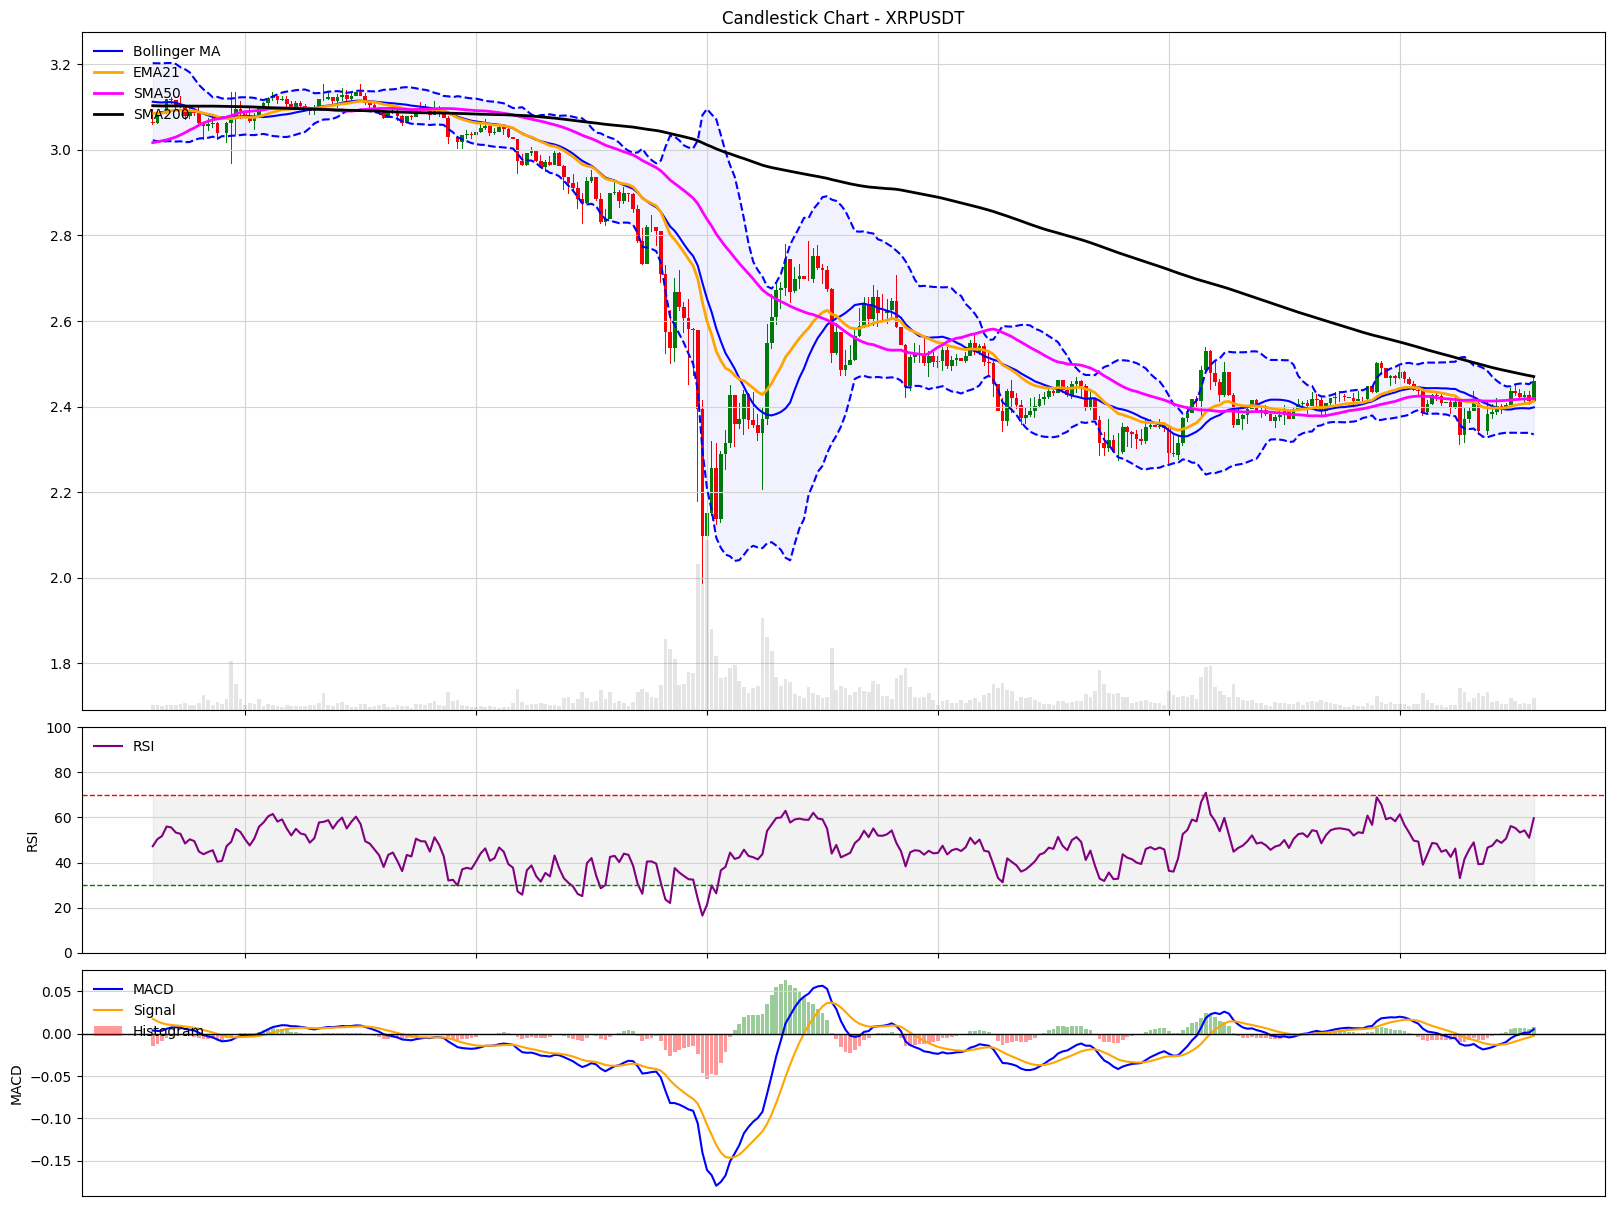 Candlestick Chart - XRPUSDT
Bollinger MA
EMA21
SMA50
SMA200
3.2
3.0
2.8
2.6
2.4
2.2
2.0
1.8
RSI
100
80
60
40
20
0
RSI
MACD
Signal
Histogram
0.05
0.00
−0.05
−0.10
−0.15
MACD